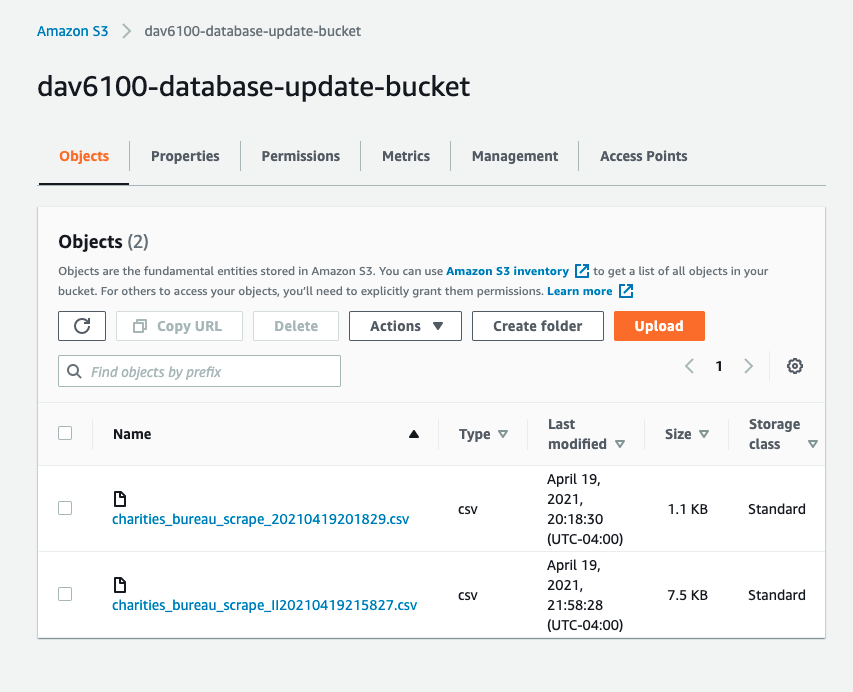 Amazon S3 > dav6100-database-update-bucket
dav6100-database-update-bucket
Objects Properties Permissions Metrics Management Access Points
Objects (2)
Objects are the fundamental entities stored in Amazon S3. You can use Amazon S3 inventory to get a list of all objects in your
bucket. For others to access your objects, you'll need to explicitly grant them permissions. Learn more
Copy URL Delete Actions Create folder Upload
Find objects by prefix
1
Name Type Last modified Size Storage class
charities_bureau_scrape_20210419201829.csv csv April 19, 2021, 20:18:30 (UTC-04:00) 1.1 KB Standard
charities_bureau_scrape_II20210419215827.csv csv April 19, 2021, 21:58:28 (UTC-04:00) 7.5 KB Standard